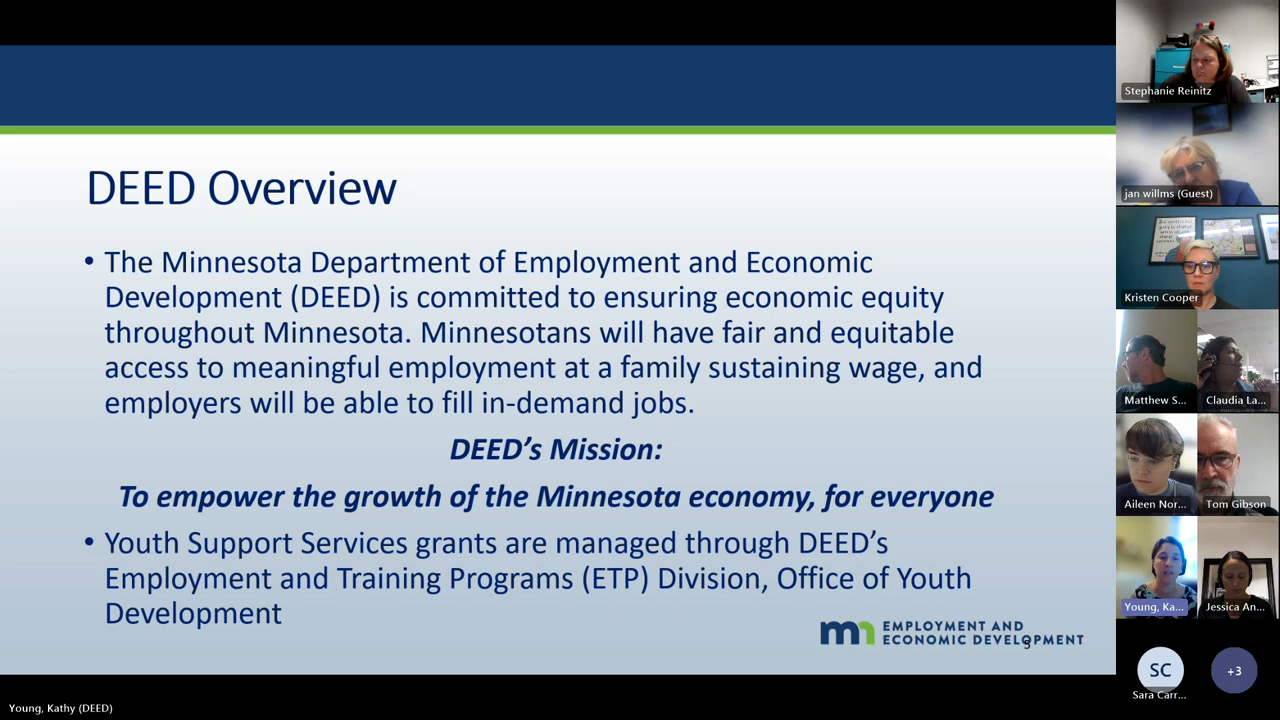 DEED Overview
• The Minnesota Department of Employment and Economic
Development (DEED) is committed to ensuring economic equity
throughout Minnesota. Minnesotans will have fair and equitable
access to meaningful employment at a family sustaining wage, and
employers will be able to fill in-demand jobs.
DEED’s Mission:
To empower the growth of the Minnesota economy, for everyone
• Youth Support Services grants are managed through DEED’s
Employment and Training Programs (ETP) Division, Office of Youth
Development
mn EMPLOYMENT AND
ECONOMIC DEVELOPMENT
Young, Kathy (DEED)
Stephanie Reinitz
jan willms (Guest)
Kristen Cooper
Matthew S...
Claudia La...
Aileen Nor...
Tom Gibson
Young, Ka...
Jessica An...
SC
+3
Sara Carr...